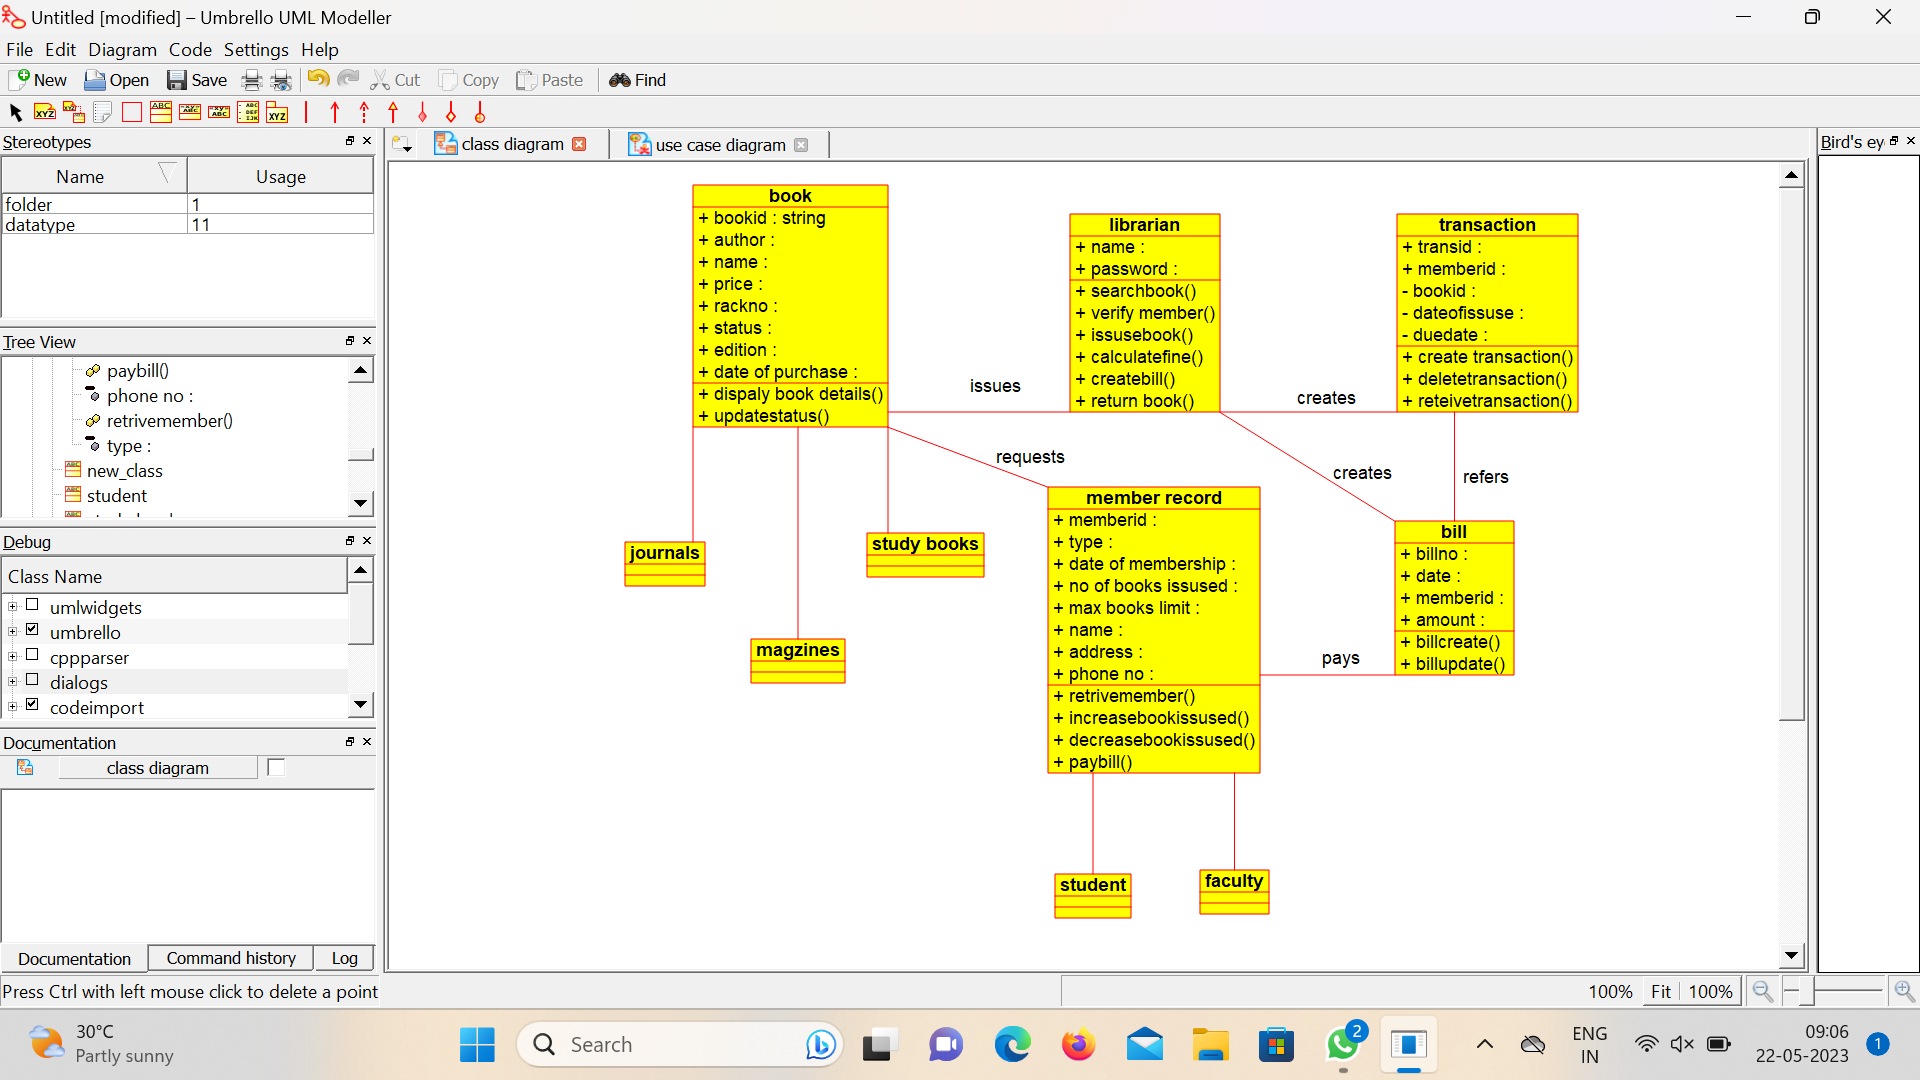 Untitled [modified] – Umbrello UML Modeller
File Edit Diagram Code Settings Help
New Open Save Cut Copy Paste Find
Stereotypes
Name Usage
folder 1
datatype 11
Tree View
paybill()
phone no :
retrivemember()
type :
new_class
student
Debug
Class Name
umlwidgets
umbrello
cppparser
dialogs
codeimport
Documentation
class diagram
Documentation Command history Log
Press Ctrl with left mouse click to delete a point
class diagram
use case diagram
Bird's ey
book
+ bookid : string
+ author :
+ name :
+ price :
+ rackno :
+ status :
+ edition :
+ date of purchase :
+ dispaly book details()
+ updatestatus()
issues
librarian
+ name :
+ password :
+ searchbook()
+ verify member()
+ issusebook()
+ calculatefine()
+ createbill()
+ return book()
creates
transaction
+ transid :
+ memberid :
- bookid :
- dateofissuse :
- duedate :
+ create transaction()
+ deletetransaction()
+ reteivetransaction()
requests
creates
refers
journals
study books
magzines
member record
+ memberid :
+ type :
+ date of membership :
+ no of books issused :
+ max books limit :
+ name :
+ address :
+ phone no :
+ retrivemember()
+ increasebookissused()
+ decreasebookissused()
+ paybill()
pays
bill
+ billno :
+ date :
+ memberid :
+ amount :
+ billcreate()
+ billupdate()
student
faculty
100% Fit 100%
30°C
Partly sunny
Search
2
ENG
IN
09:06
22-05-2023
1